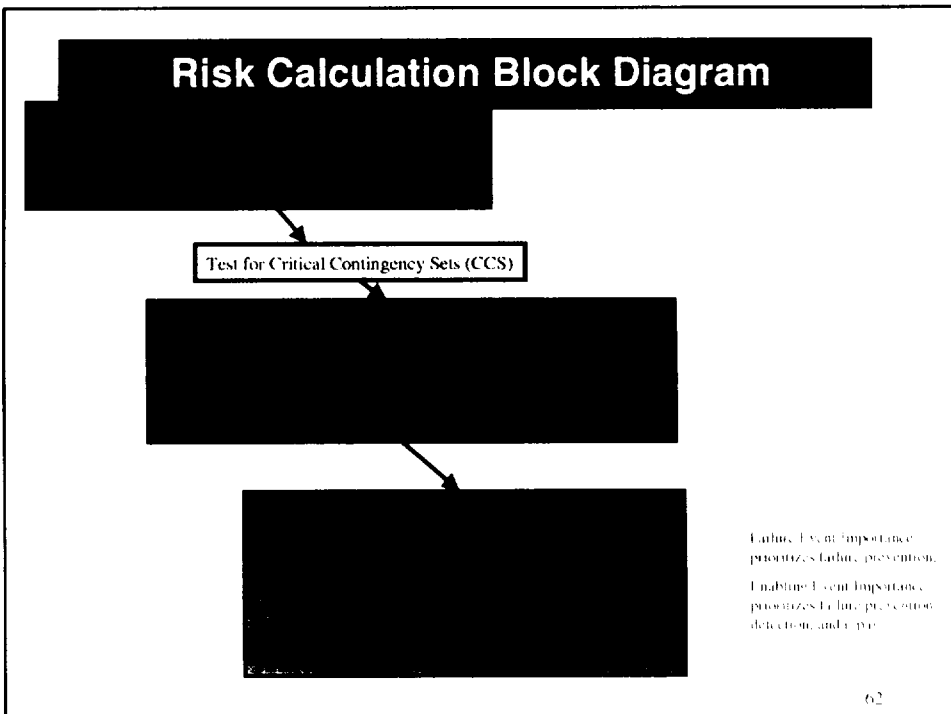 Risk Calculation Block Diagram
Test for Critical Contingency Sets (CCS)
Failure Event Importance
prioritizes failure prevention,
Enabling Event Importance
prioritizes failure prevention
detection, and
62